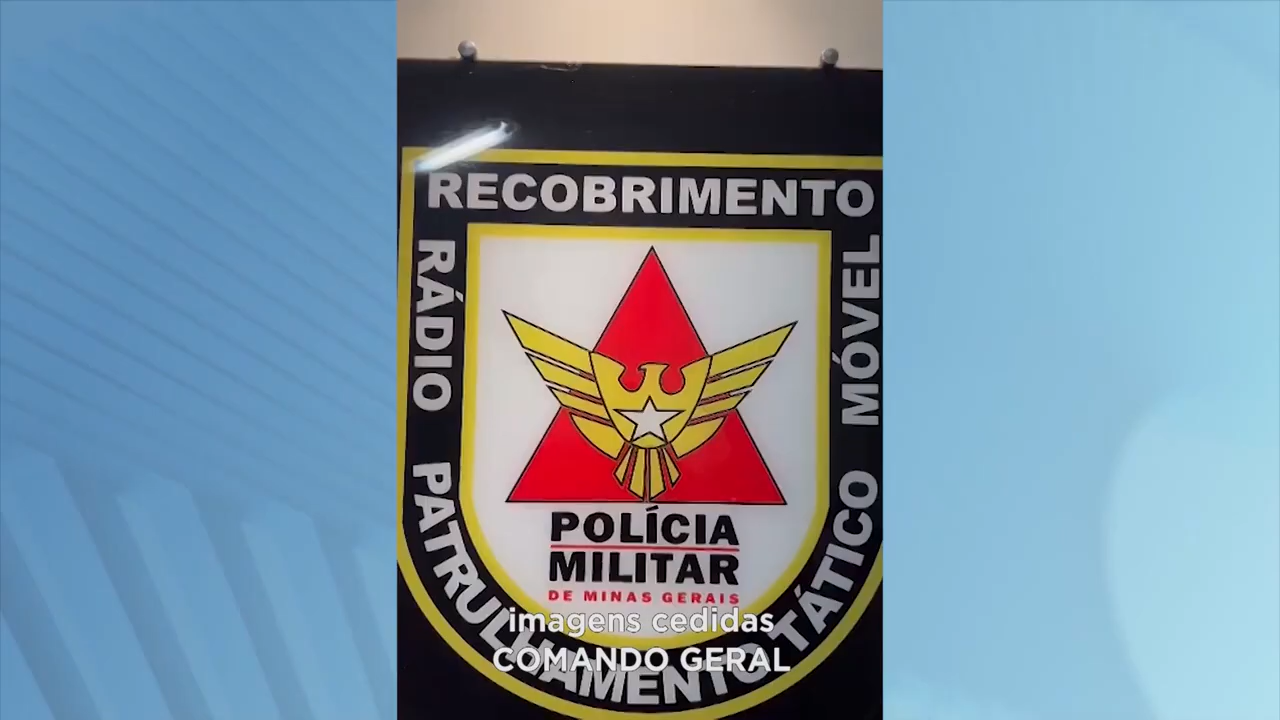 RECOBRIMENTO
RÁDIO
MÓVEL
PATRULHAMENTO TÁTICO
POLÍCIA
MILITAR
DE MINAS GERAIS
imagens cedidas
COMANDO GERAL